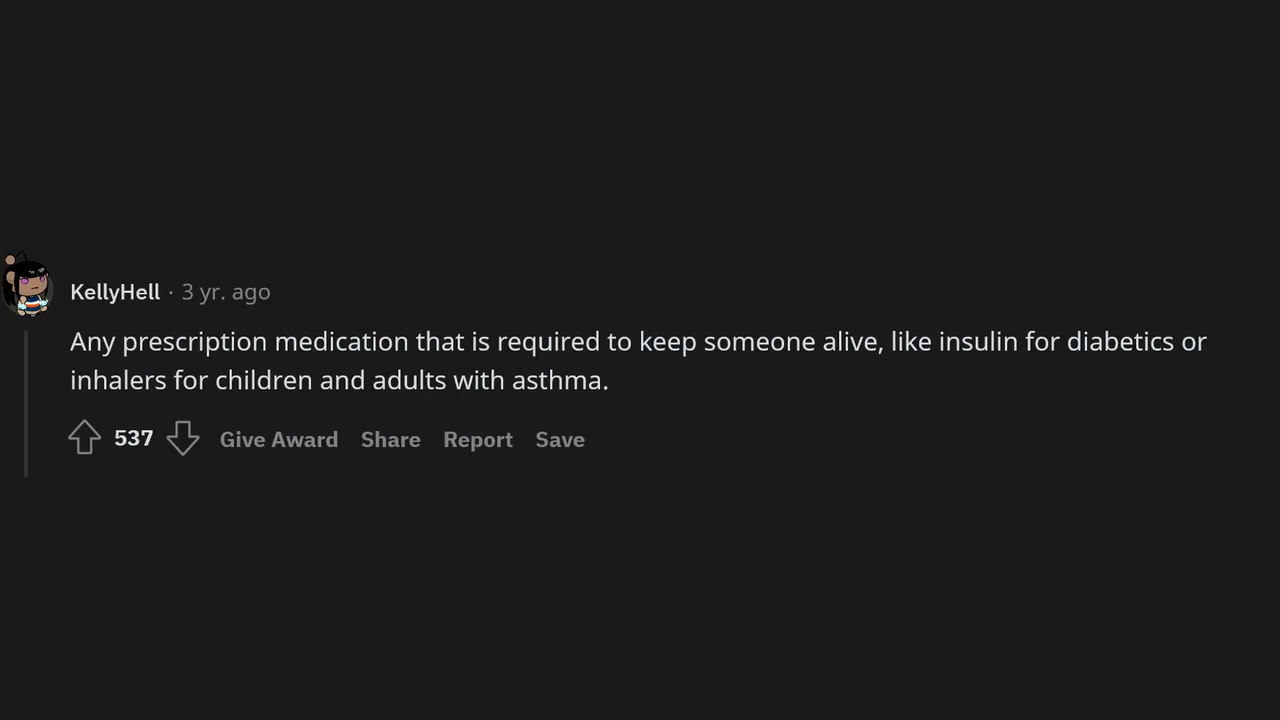 KellyHell · 3 yr. ago
Any prescription medication that is required to keep someone alive, like insulin for diabetics or
inhalers for children and adults with asthma.
537 Give Award Share Report Save